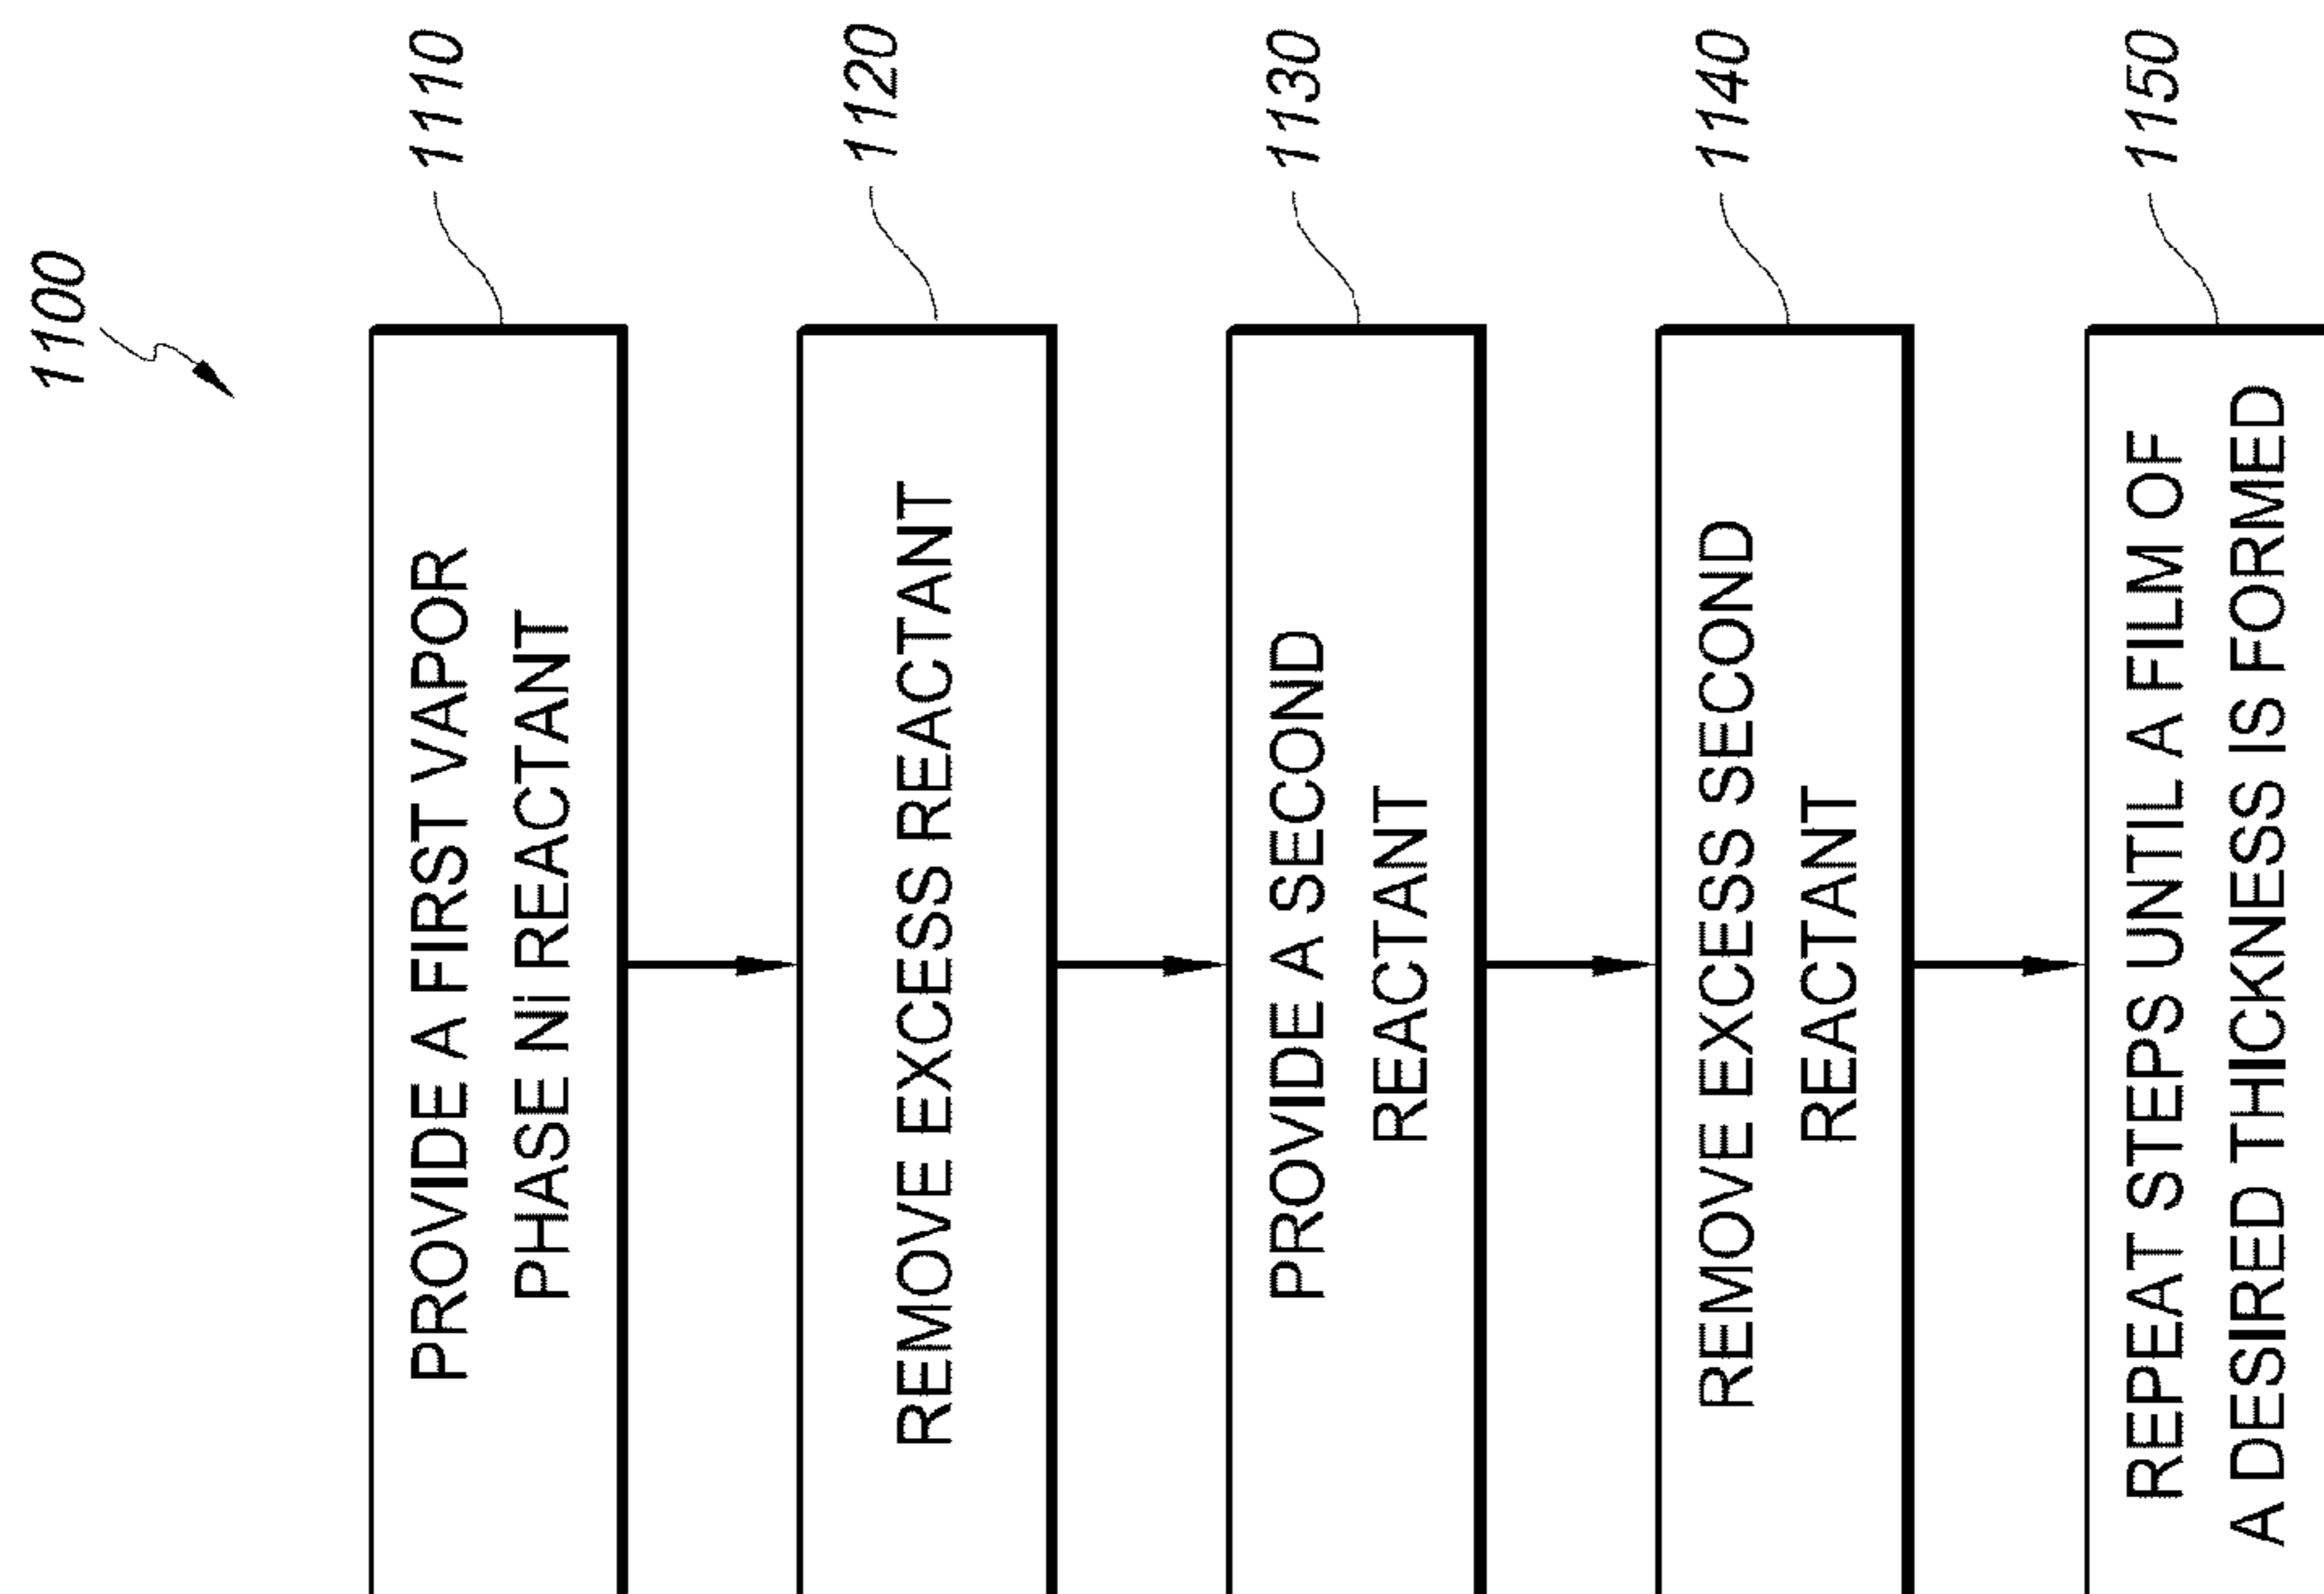 1100
PROVIDE A FIRST VAPOR
PHASE Ni REACTANT
1110
REMOVE EXCESS REACTANT
1120
PROVIDE A SECOND
REACTANT
1130
REMOVE EXCESS SECOND
REACTANT
1140
REPEAT STEPS UNTIL A FILM OF
A DESIRED THICKNESS IS FORMED
1150